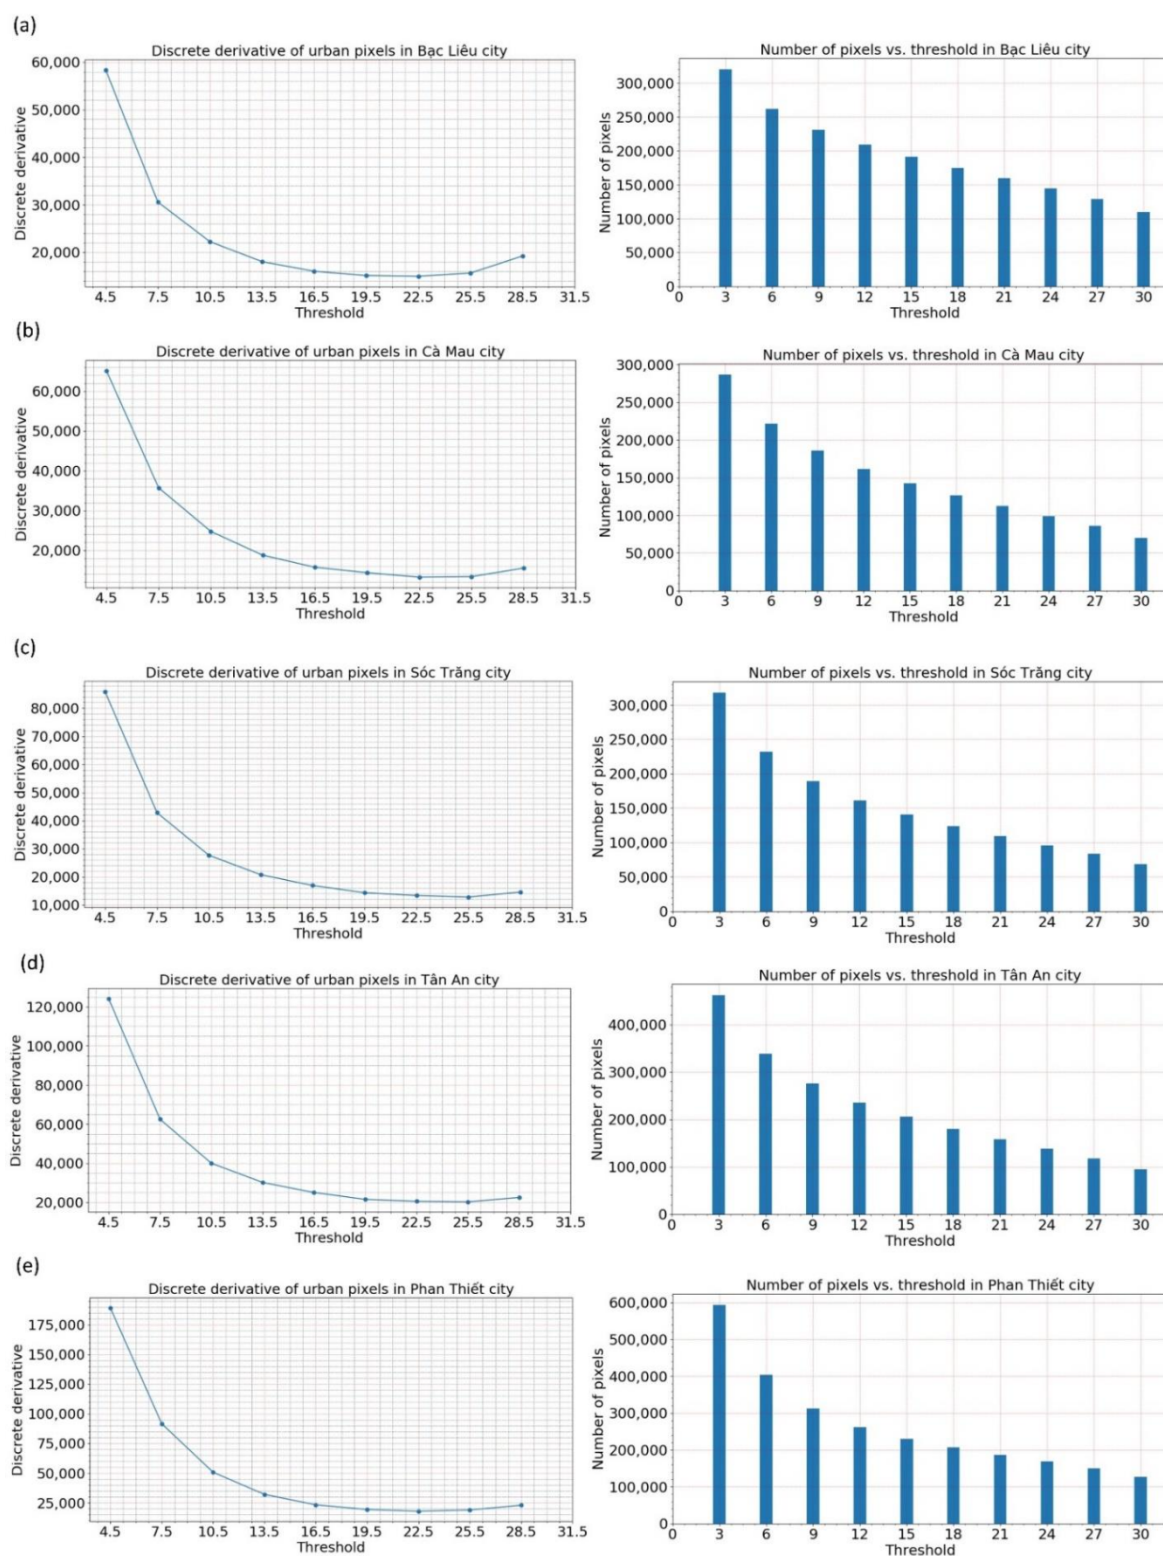 (a)
Discrete derivative of urban pixels in Bạc Liêu city
Discrete derivative
60,000
50,000
40,000
30,000
20,000
4.5 7.5 10.5 13.5 16.5 19.5 22.5 25.5 28.5 31.5
Threshold
Number of pixels vs. threshold in Bạc Liêu city
Number of pixels
300,000
250,000
200,000
150,000
100,000
50,000
0
0 3 6 9 12 15 18 21 24 27 30
Threshold
(b)
Discrete derivative of urban pixels in Cà Mau city
Discrete derivative
60,000
50,000
40,000
30,000
20,000
4.5 7.5 10.5 13.5 16.5 19.5 22.5 25.5 28.5 31.5
Threshold
Number of pixels vs. threshold in Cà Mau city
Number of pixels
300,000
250,000
200,000
150,000
100,000
50,000
0
0 3 6 9 12 15 18 21 24 27 30
Threshold
(c)
Discrete derivative of urban pixels in Sóc Trăng city
Discrete derivative
80,000
70,000
60,000
50,000
40,000
30,000
20,000
10,000
4.5 7.5 10.5 13.5 16.5 19.5 22.5 25.5 28.5 31.5
Threshold
Number of pixels vs. threshold in Sóc Trăng city
Number of pixels
300,000
250,000
200,000
150,000
100,000
50,000
0
0 3 6 9 12 15 18 21 24 27 30
Threshold
(d)
Discrete derivative of urban pixels in Tân An city
Discrete derivative
120,000
100,000
80,000
60,000
40,000
20,000
4.5 7.5 10.5 13.5 16.5 19.5 22.5 25.5 28.5 31.5
Threshold
Number of pixels vs. threshold in Tân An city
Number of pixels
400,000
300,000
200,000
100,000
0
0 3 6 9 12 15 18 21 24 27 30
Threshold
(e)
Discrete derivative of urban pixels in Phan Thiết city
Discrete derivative
175,000
150,000
125,000
100,000
75,000
50,000
25,000
4.5 7.5 10.5 13.5 16.5 19.5 22.5 25.5 28.5 31.5
Threshold
Number of pixels vs. threshold in Phan Thiết city
Number of pixels
600,000
500,000
400,000
300,000
200,000
100,000
0
0 3 6 9 12 15 18 21 24 27 30
Threshold